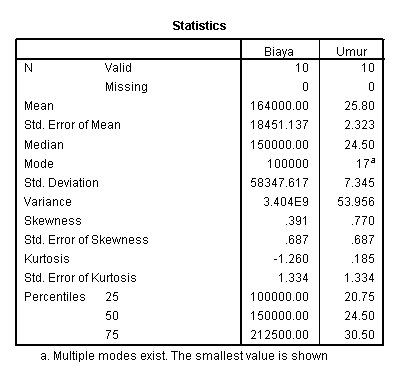 Statistics
Biaya Umur
N Valid 10 10
Missing 0 0
Mean 164000.00 25.80
Std. Error of Mean 18451.137 2.323
Median 150000.00 24.50
Mode 100000 17a
Std. Deviation 58347.617 7.345
Variance 3.404E9 53.956
Skewness .391 .770
Std. Error of Skewness .687 .687
Kurtosis -1.260 .185
Std. Error of Kurtosis 1.334 1.334
Percentiles 25 100000.00 20.75
50 150000.00 24.50
75 212500.00 30.50
a. Multiple modes exist. The smallest value is shown